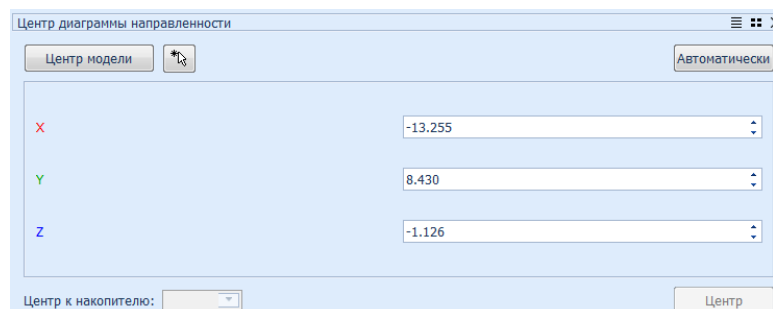 Центр диаграммы направленности
Центр модели
Автоматически
X
-13.255
Y
8.430
Z
-1.126
Центр к накопителю:
Центр